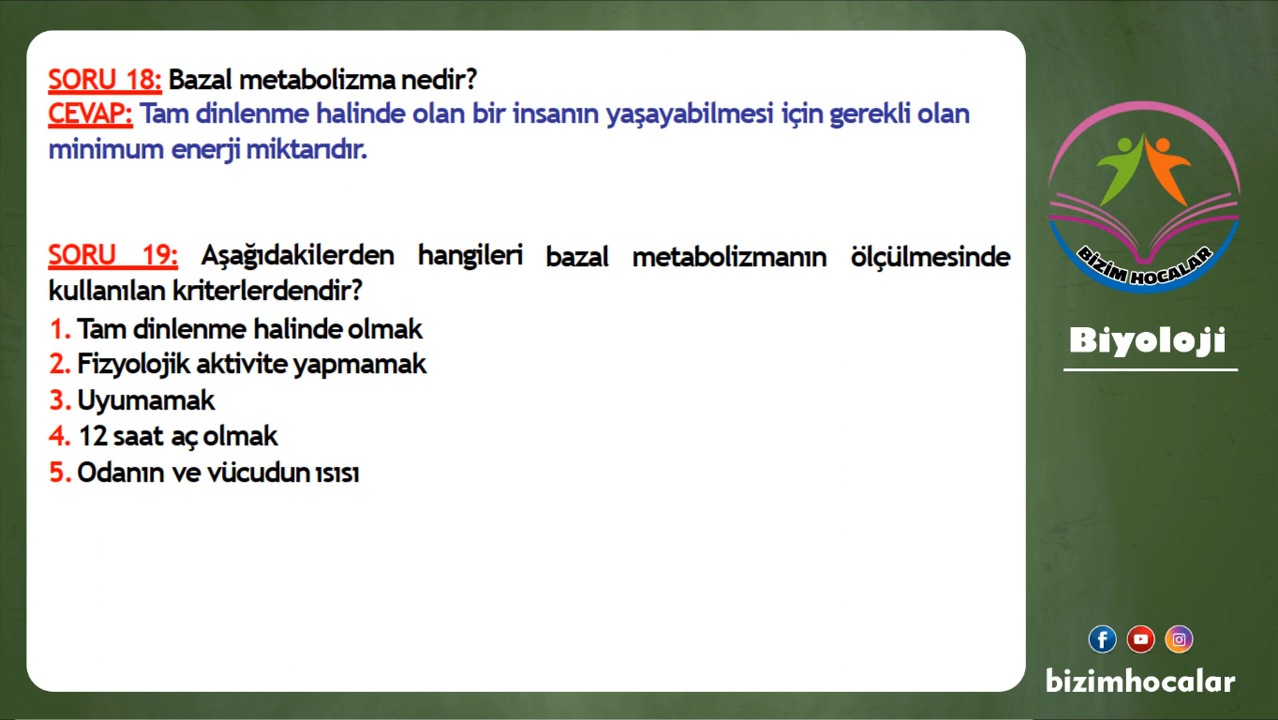 SORU 18: Bazal metabolizma nedir?
CEVAP: Tam dinlenme halinde olan bir insanın yaşayabilmesi için gerekli olan
minimum enerji miktarıdır.
SORU 19: Aşağıdakilerden hangileri bazal metabolizmanın ölçülmesinde
kullanılan kriterlerdendir?
1. Tam dinlenme halinde olmak
2. Fizyolojik aktivite yapmamak
3. Uyumamak
4. 12 saat aç olmak
5. Odanın ve vücudun ısısı
BİZİM HOCALAR
Biyoloji
bizimhocalar